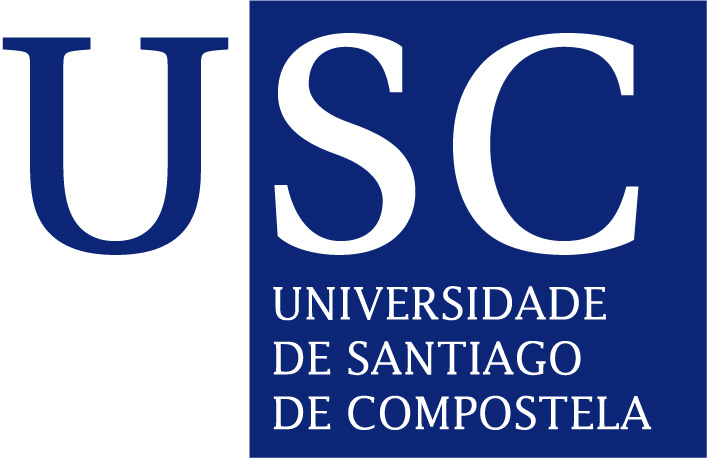 USC
UNIVERSIDADE
DE SANTIAGO
DE COMPOSTELA